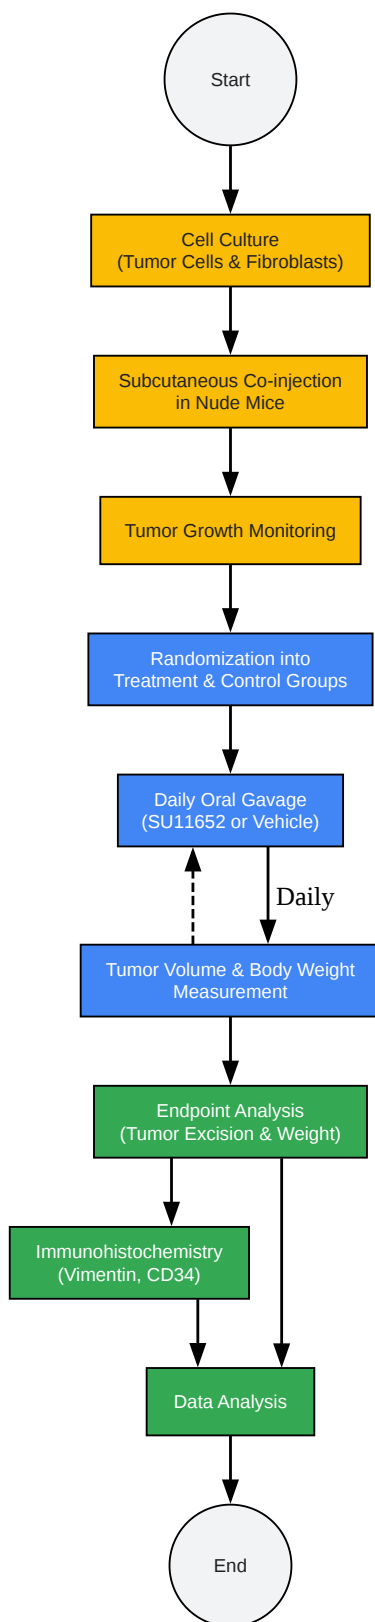 Start
Cell Culture
(Tumor Cells & Fibroblasts)
Subcutaneous Co-injection
in Nude Mice
Tumor Growth Monitoring
Randomization into
Treatment & Control Groups
Daily Oral Gavage
(SU11652 or Vehicle)
Daily
Tumor Volume & Body Weight
Measurement
Endpoint Analysis
(Tumor Excision & Weight)
Immunohistochemistry
(Vimentin, CD34)
Data Analysis
End